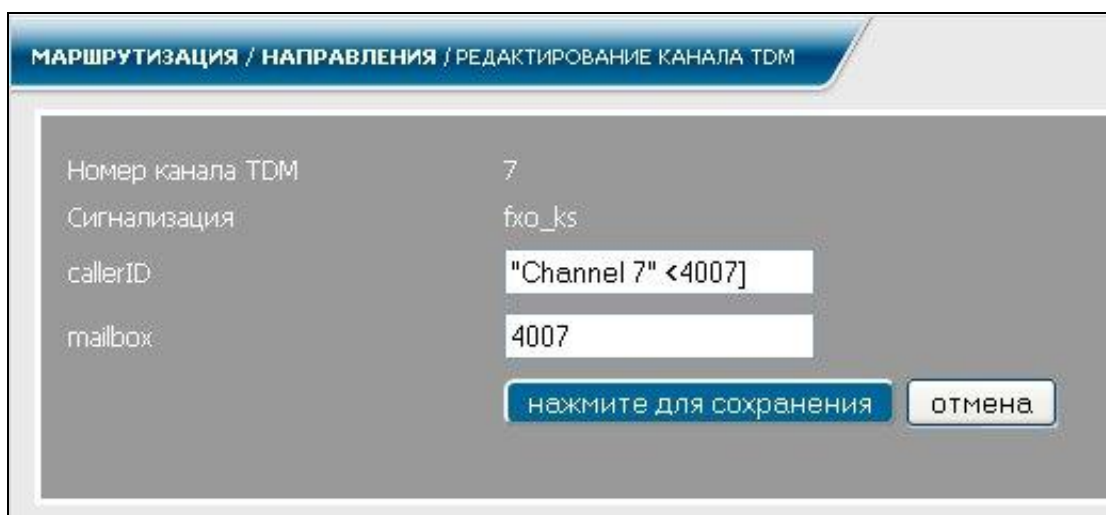 МАРШРУТИЗАЦИЯ / НАПРАВЛЕНИЯ / РЕДАКТИРОВАНИЕ КАНАЛА TDM
Номер канала TDM 7
Сигнализация fxo_ks
callerID "Channel 7" <4007]
mailbox 4007
нажмите для сохранения отмена